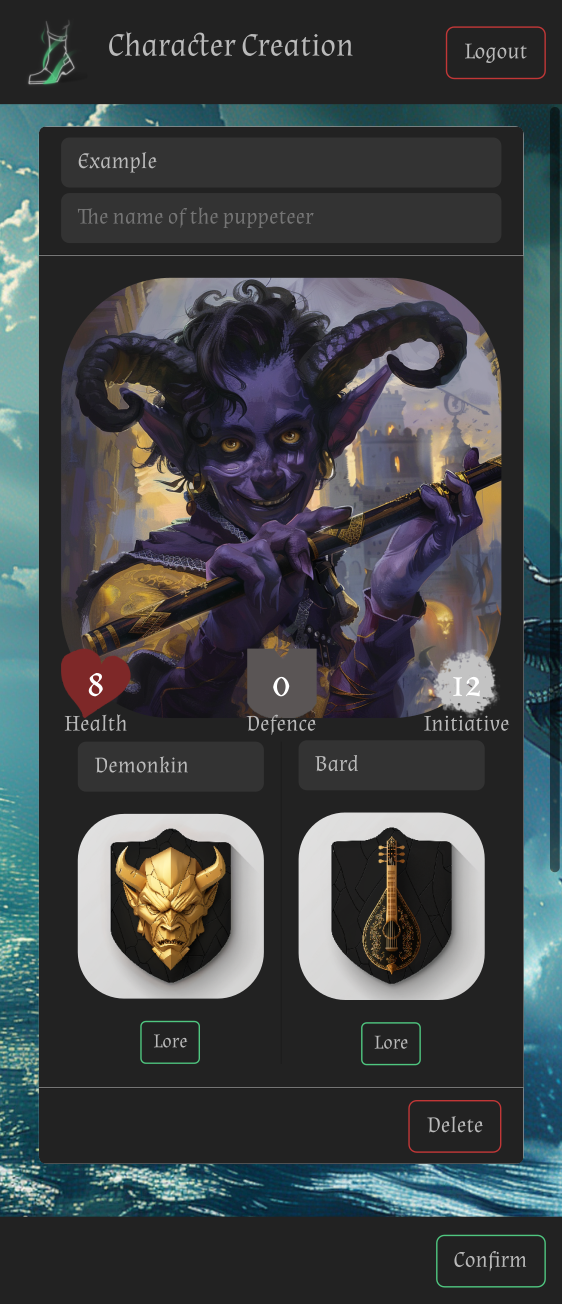 Character Creation
Logout
Example
The name of the puppeteer
8
0
12
Health
Defence
Initiative
Demonkin
Bard
Lore
Lore
Delete
Confirm